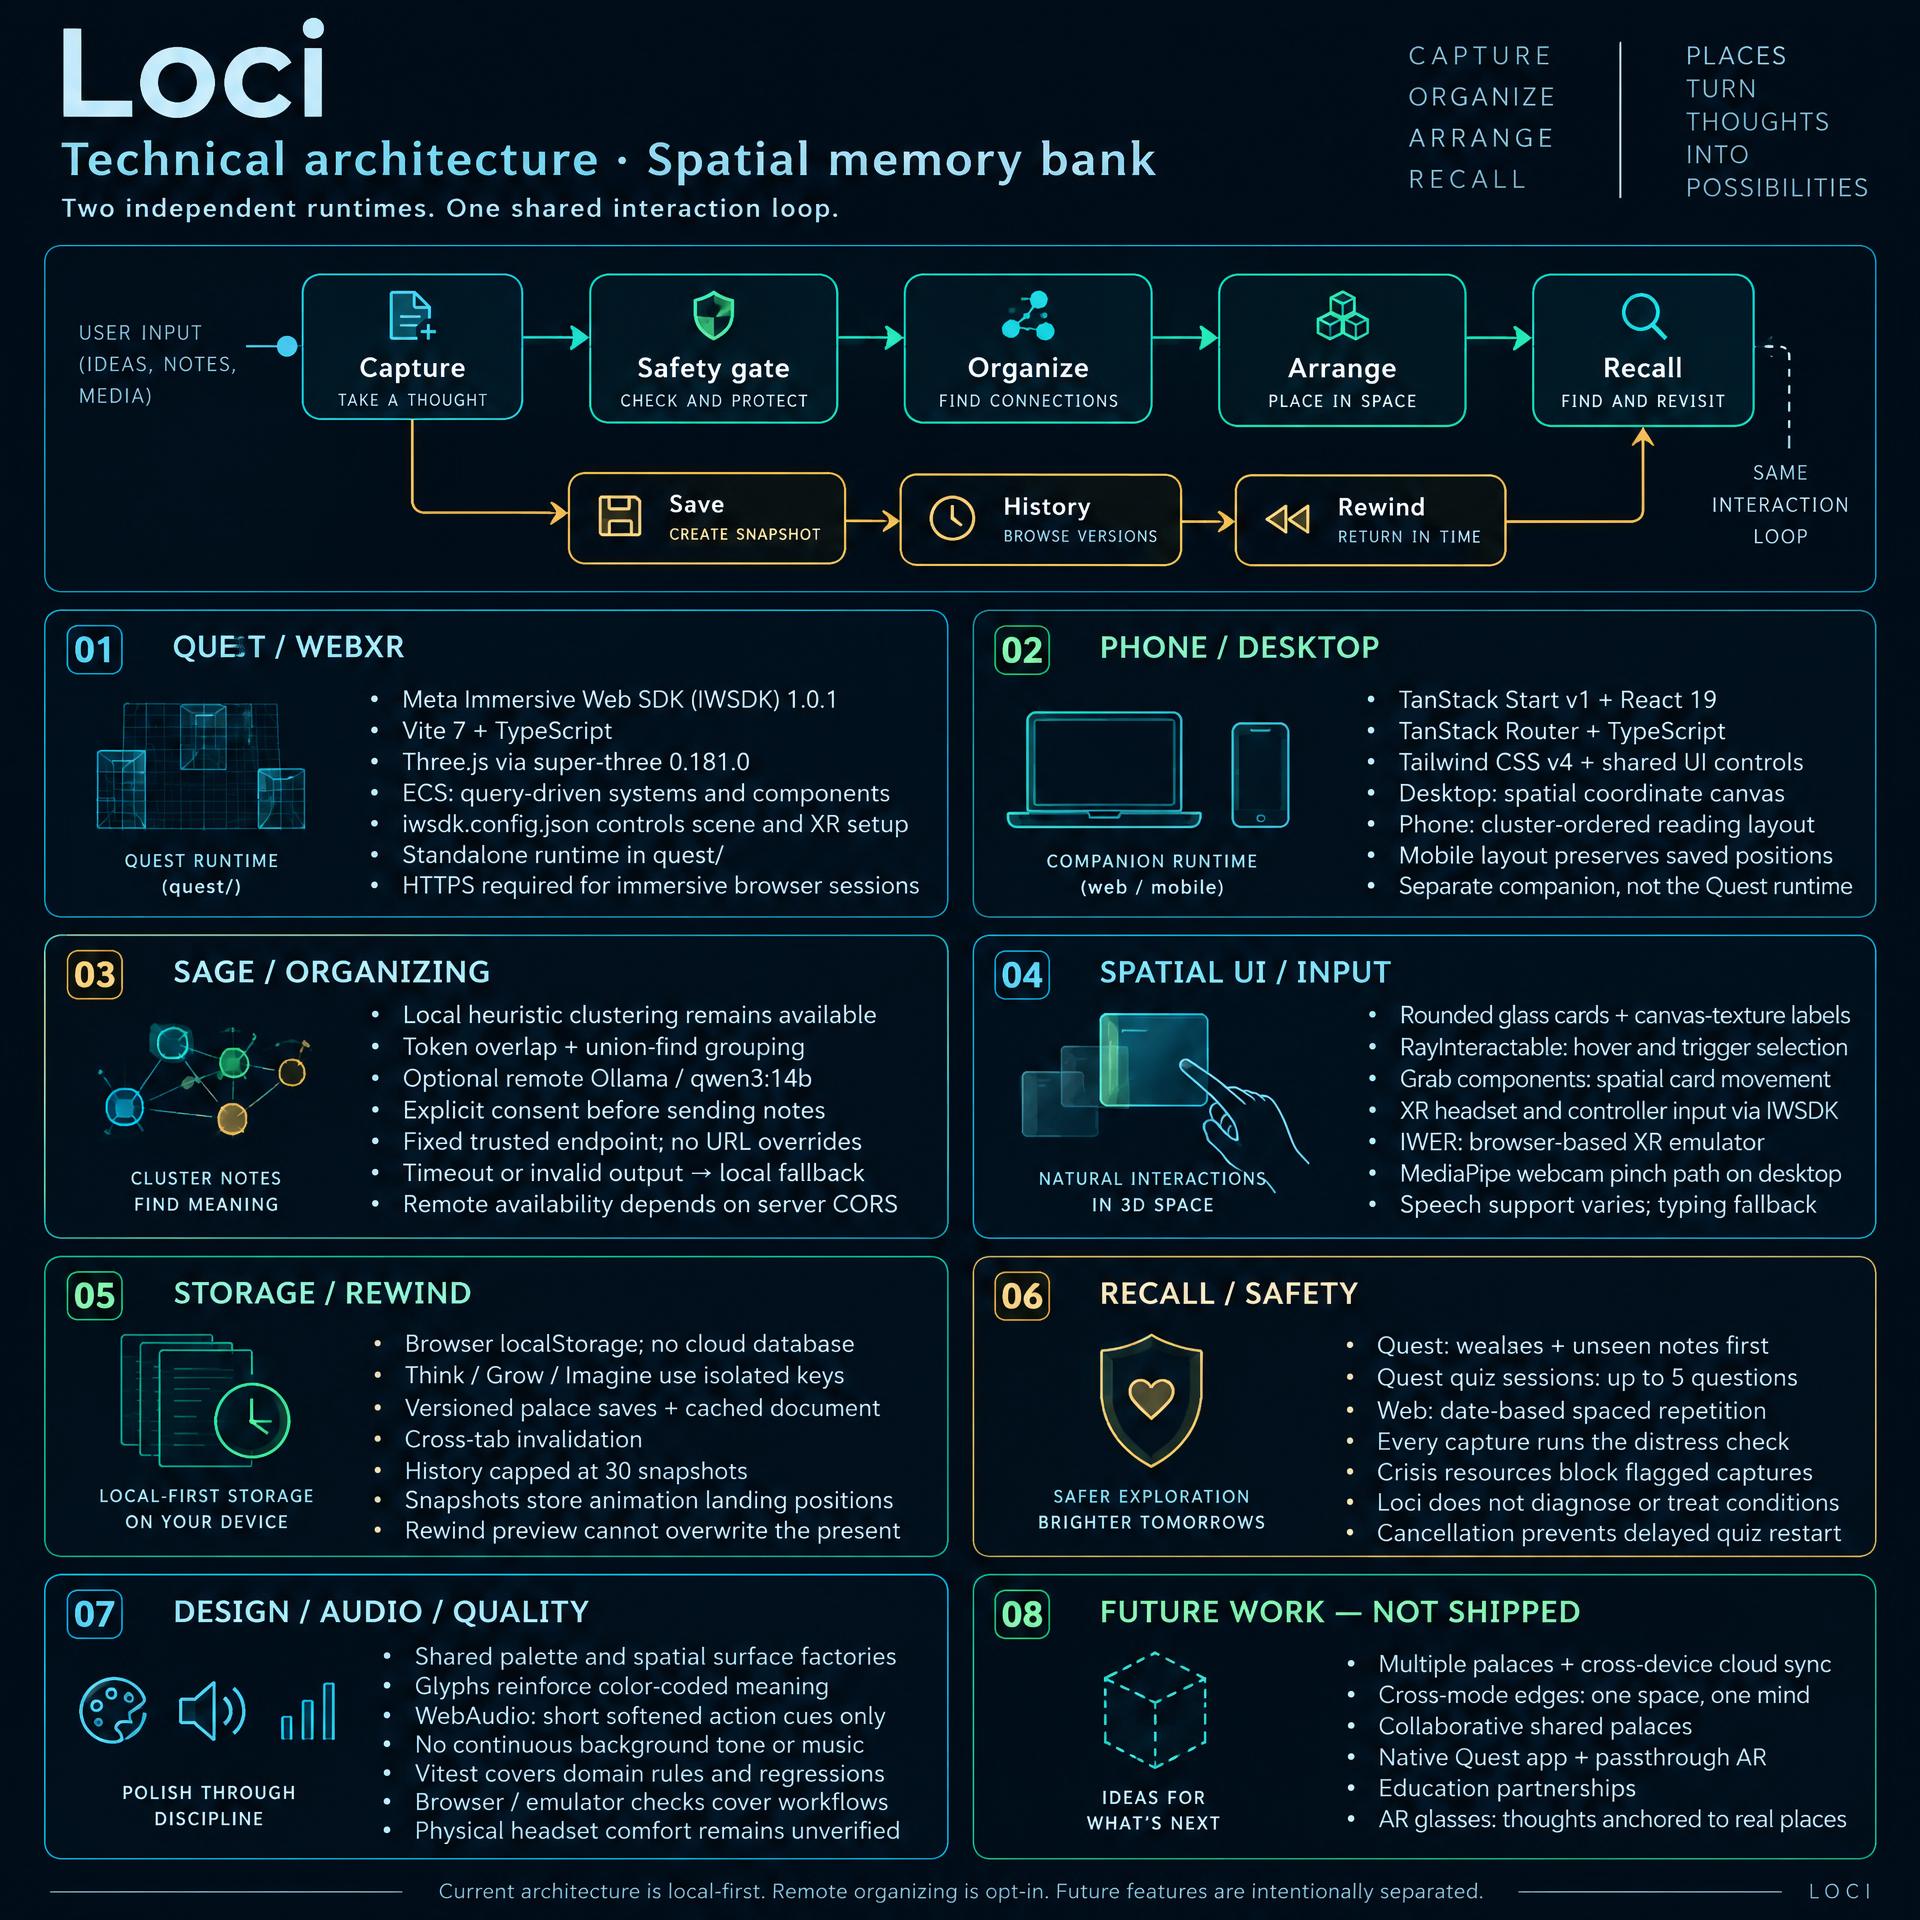 Loci
Technical architecture · Spatial memory bank
Two independent runtimes. One shared interaction loop.
CAPTURE
ORGANIZE
ARRANGE
RECALL
PLACES
TURN
THOUGHTS
INTO
POSSIBILITIES
USER INPUT
(IDEAS, NOTES,
MEDIA)
Capture
TAKE A THOUGHT
Safety gate
CHECK AND PROTECT
Organize
FIND CONNECTIONS
Arrange
PLACE IN SPACE
Recall
FIND AND REVISIT
Save
CREATE SNAPSHOT
History
BROWSE VERSIONS
Rewind
RETURN IN TIME
SAME
INTERACTION
LOOP
01
/ WEBXR
QUEST RUNTIME
(quest/)
• Meta Immersive Web SDK (IWSDK) 1.0.1
• Vite 7 + TypeScript
• Three.js via super-three 0.181.0
• ECS: query-driven systems and components
• iwsdk.config.json controls scene and XR setup
• Standalone runtime in quest/
• HTTPS required for immersive browser sessions
02
PHONE / DESKTOP
COMPANION RUNTIME
(web / mobile)
• TanStack Start v1 + React 19
• TanStack Router + TypeScript
• Tailwind CSS v4 + shared UI controls
• Desktop: spatial coordinate canvas
• Phone: cluster-ordered reading layout
• Mobile layout preserves saved positions
• Separate companion, not the Quest runtime
03
SAGE / ORGANIZING
CLUSTER NOTES
FIND MEANING
• Local heuristic clustering remains available
• Token overlap + union-find grouping
• Optional remote Ollama / qwen3:14b
• Explicit consent before sending notes
• Fixed trusted endpoint; no URL overrides
• Timeout or invalid output → local fallback
• Remote availability depends on server CORS
04
SPATIAL UI / INPUT
NATURAL INTERACTIONS
IN 3D SPACE
• Rounded glass cards + canvas-texture labels
• RayInteractable: hover and trigger selection
• Grab components: spatial card movement
• XR headset and controller input via IWSDK
• IWER: browser-based XR emulator
• MediaPipe webcam pinch path on desktop
• Speech support varies; typing fallback
05
STORAGE / REWIND
LOCAL-FIRST STORAGE
ON YOUR DEVICE
• Browser localStorage; no cloud database
• Think / Grow / Imagine use isolated keys
• Versioned palace saves + cached document
• Cross-tab invalidation
• History capped at 30 snapshots
• Snapshots store animation landing positions
• Rewind preview cannot overwrite the present
06
RECALL / SAFETY
SAFER EXPLORATION
BRIGHTER TOMORROWS
• Quest: + unseen notes first
• Quest quiz sessions: up to 5 questions
• Web: date-based spaced repetition
• Every capture runs the distress check
• Crisis resources block flagged captures
• Loci does not diagnose or treat conditions
• Cancellation prevents delayed quiz restart
07
DESIGN / AUDIO / QUALITY
POLISH THROUGH
DISCIPLINE
• Shared palette and spatial surface factories
• Glyphs reinforce color-coded meaning
• WebAudio: short softened action cues only
• No continuous background tone or music
• Vitest covers domain rules and regressions
• Browser / emulator checks cover workflows
• Physical headset comfort remains unverified
08
FUTURE WORK — NOT SHIPPED
IDEAS FOR
WHAT'S NEXT
• Multiple palaces + cross-device cloud sync
• Cross-mode edges: one space, one mind
• Collaborative shared palaces
• Native Quest app + passthrough AR
• Education partnerships
• AR glasses: thoughts anchored to real places
Current architecture is local-first. Remote organizing is opt-in. Future features are intentionally separated.
LOCI